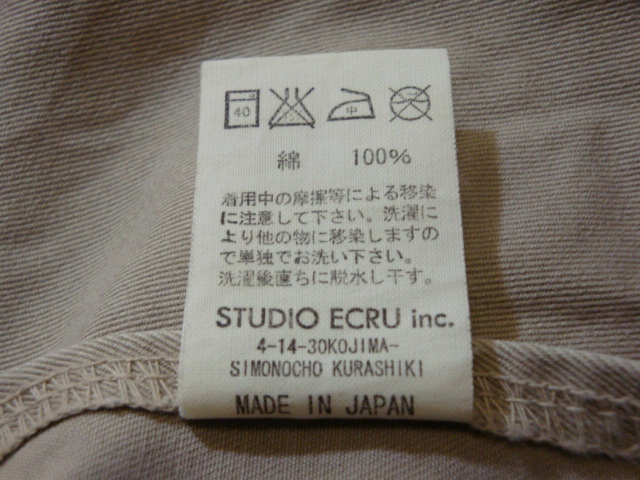 40 中
綿 100%
着用中の摩擦等による移染
に注意して下さい。洗濯に
より他の物に移染しますの
で単独でお洗い下さい。
洗濯後直ちに脱水し干す。
STUDIO ECRU inc.
4-14-30KOJIMA-
SIMONOCHO KURASHIKI
MADE IN JAPAN